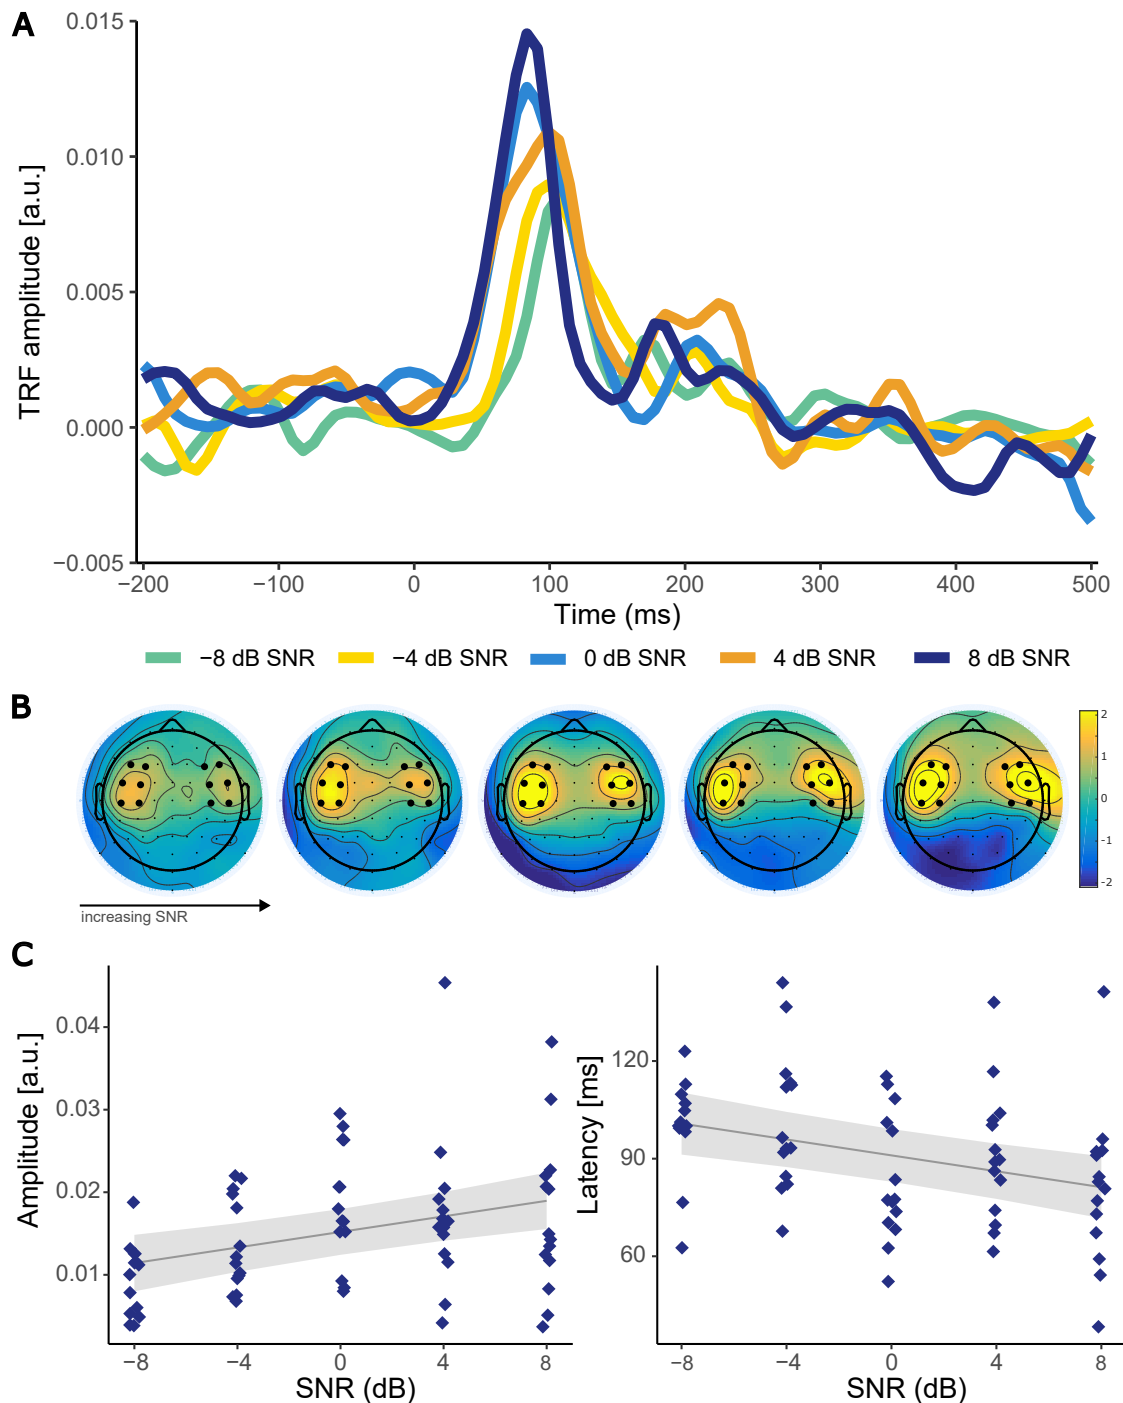 A
0.015
0.010
0.005
0.000
−0.005
TRF amplitude [a.u.]
−200 −100 0 100 200 300 400 500
Time (ms)
−8 dB SNR −4 dB SNR 0 dB SNR 4 dB SNR 8 dB SNR
B
2
1
0
-1
-2
increasing SNR
C
0.04
0.03
0.02
0.01
Amplitude [a.u.]
−8 −4 0 4 8
SNR (dB)
120
90
60
Latency [ms]
−8 −4 0 4 8
SNR (dB)